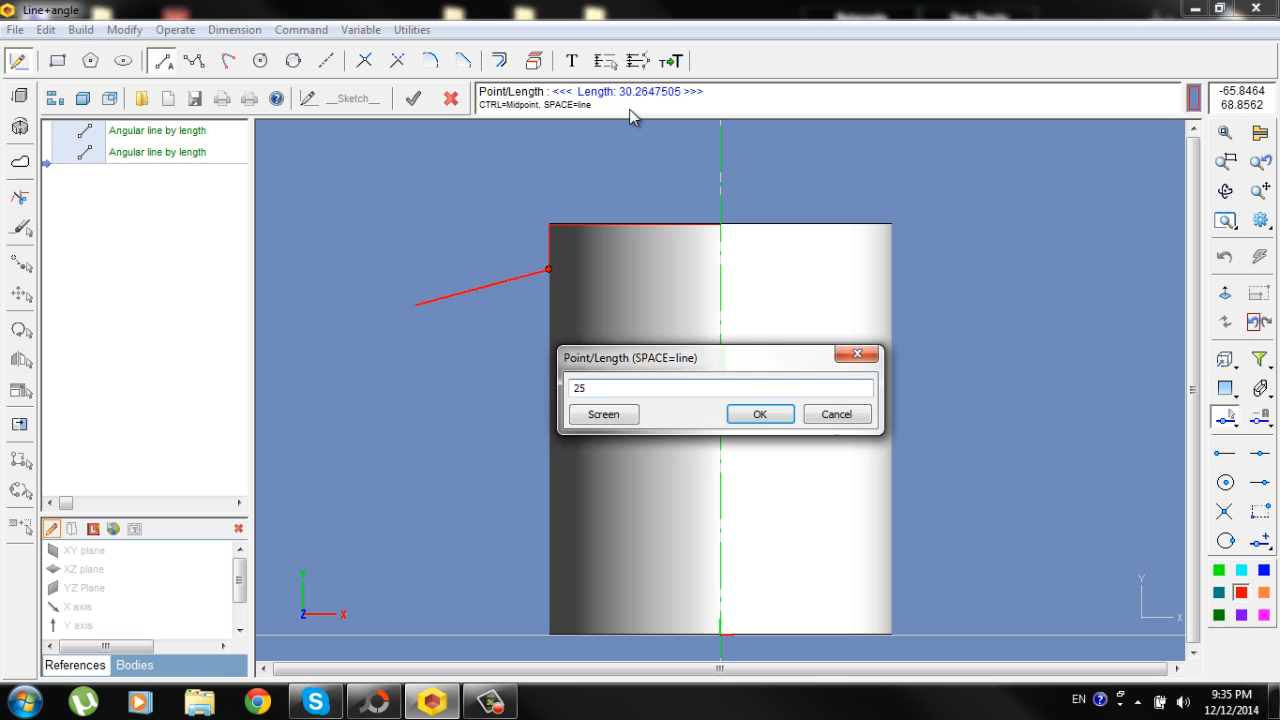 Line+angle
File Edit Build Modify Operate Dimension Command Variable Utilities
__Sketch__
Point/Length : <<< Length: 30.2647505 >>>
CTRL=Midpoint, SPACE=line
-65.8464
68.8562
Angular line by length
Angular line by length
Point/Length (SPACE=line)
25
Screen OK Cancel
XY plane
XZ plane
YZ Plane
X axis
Y axis
References Bodies
Y
Z X
Y
X
EN 9:35 PM
12/12/2014